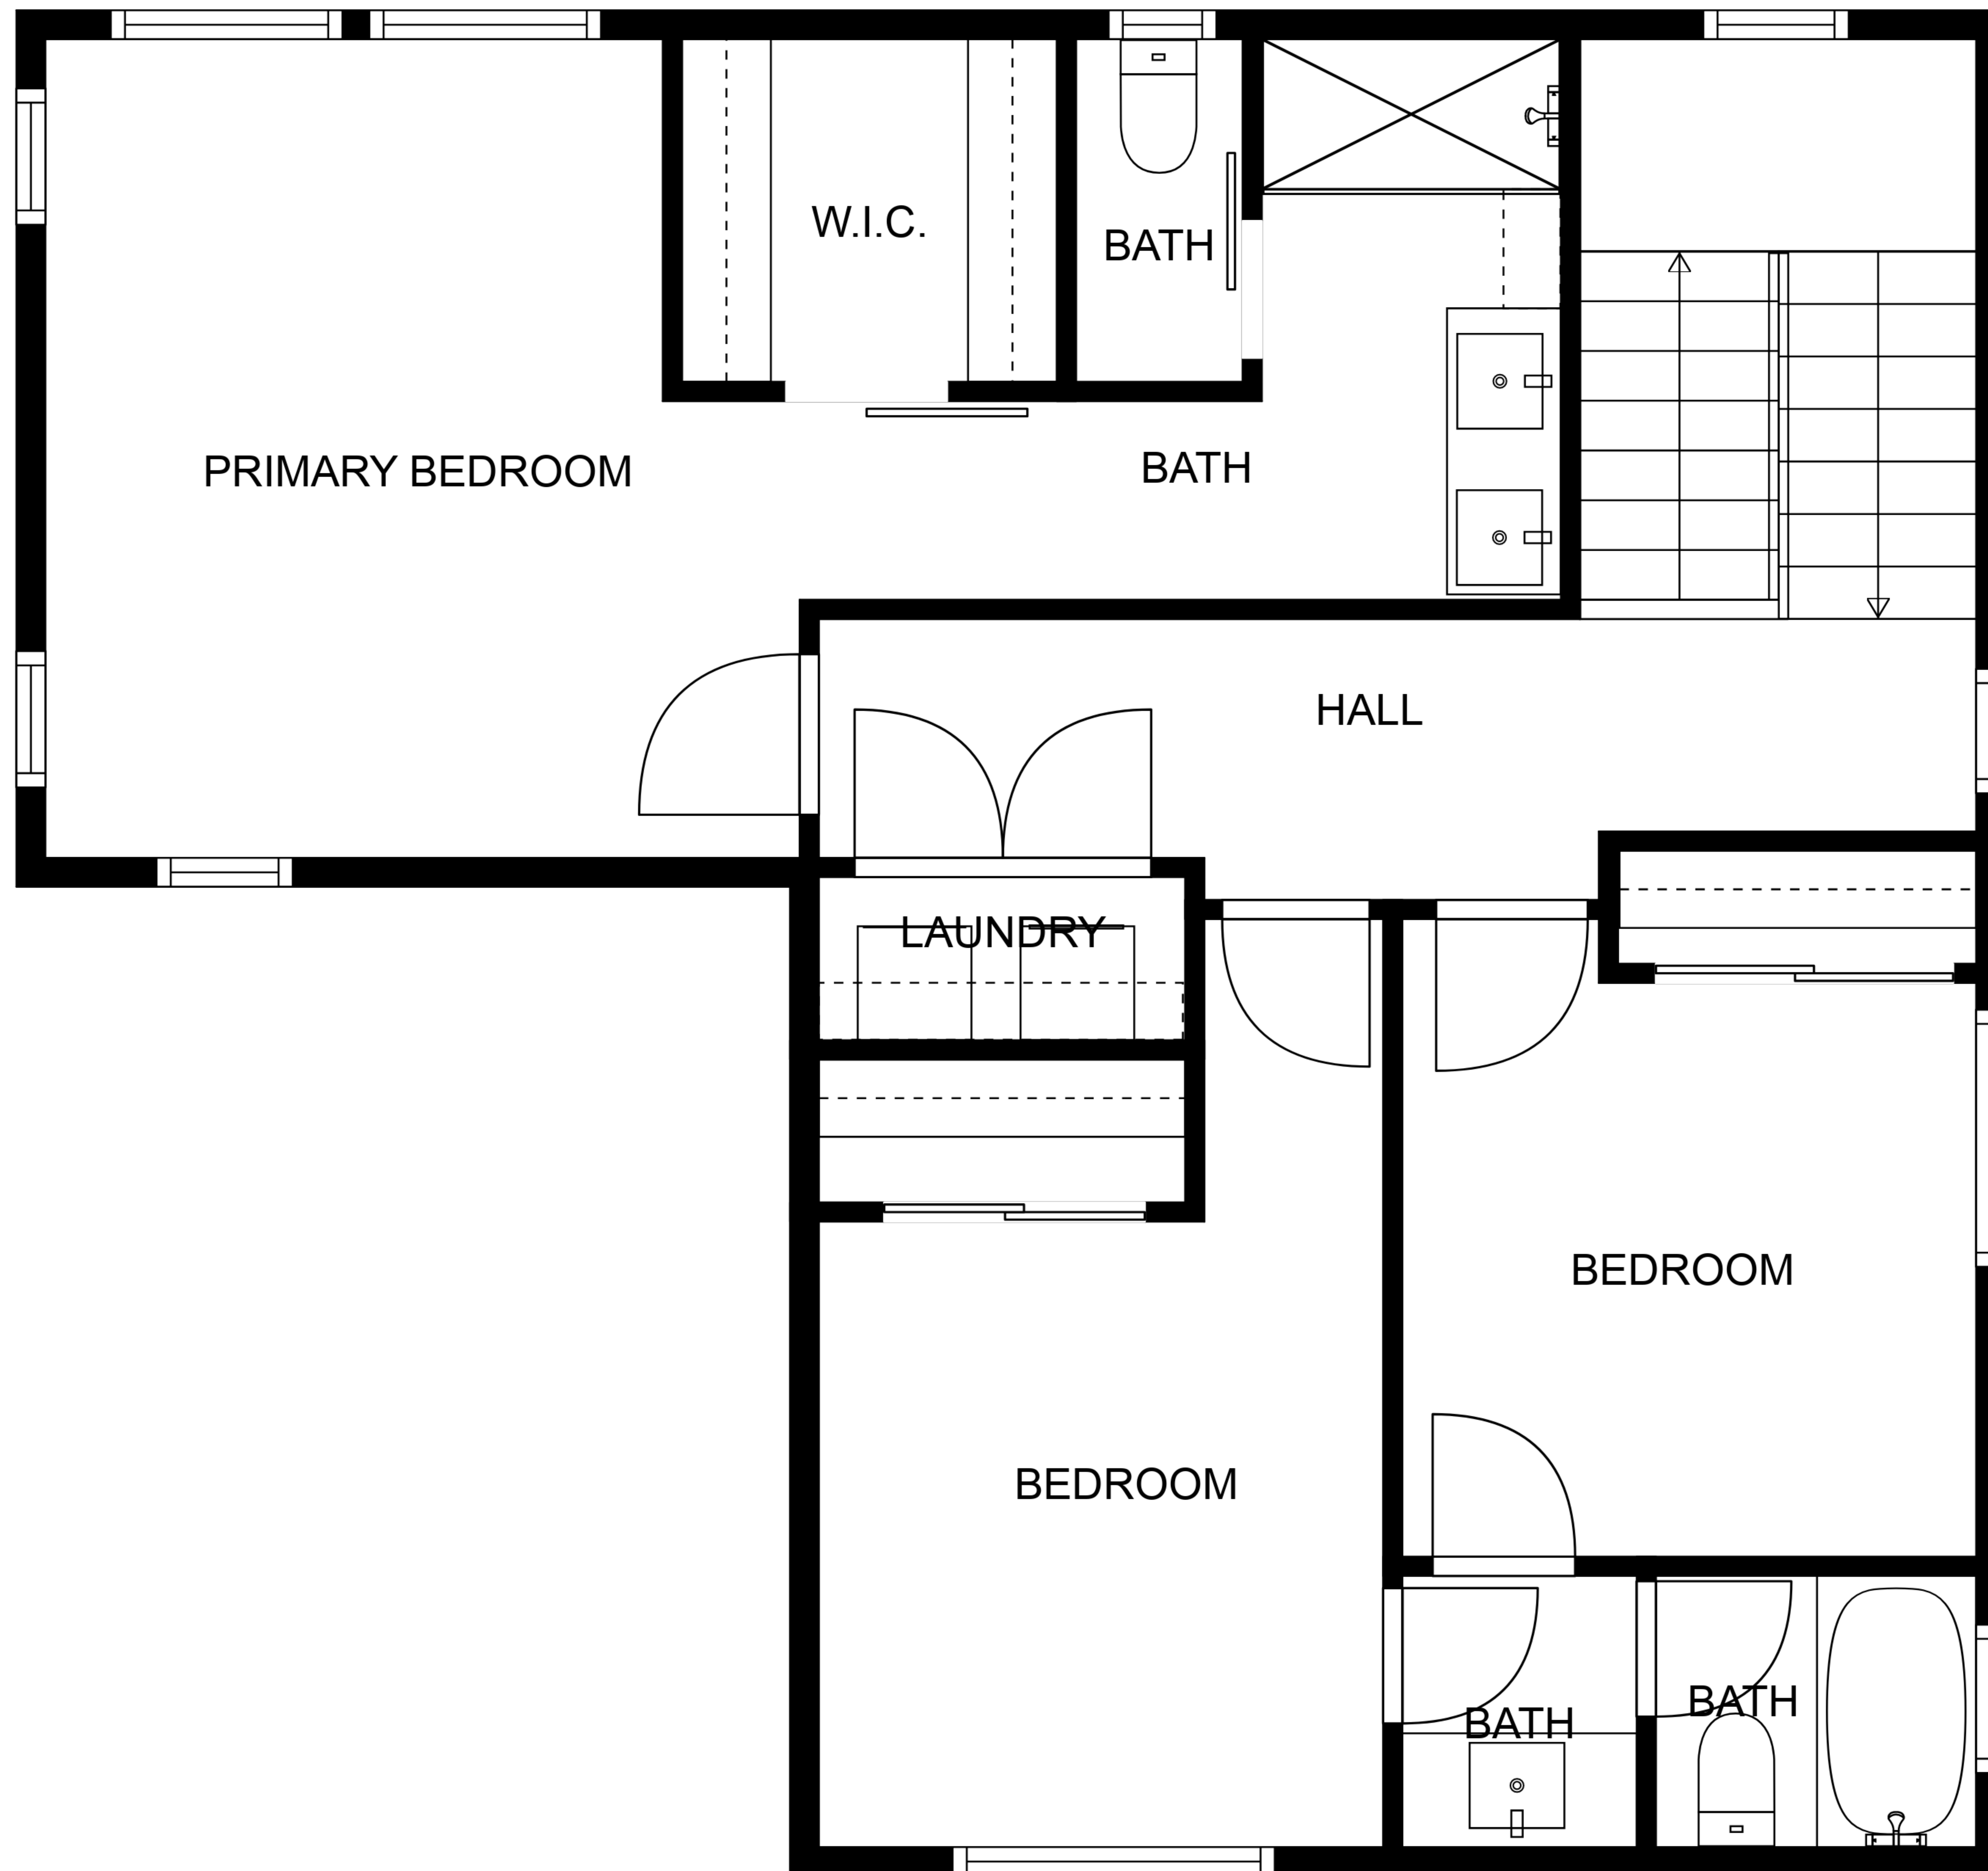 W.I.C.
BATH
PRIMARY BEDROOM
BATH
HALL
LAUNDRY
BEDROOM
BEDROOM
BATH
BATH